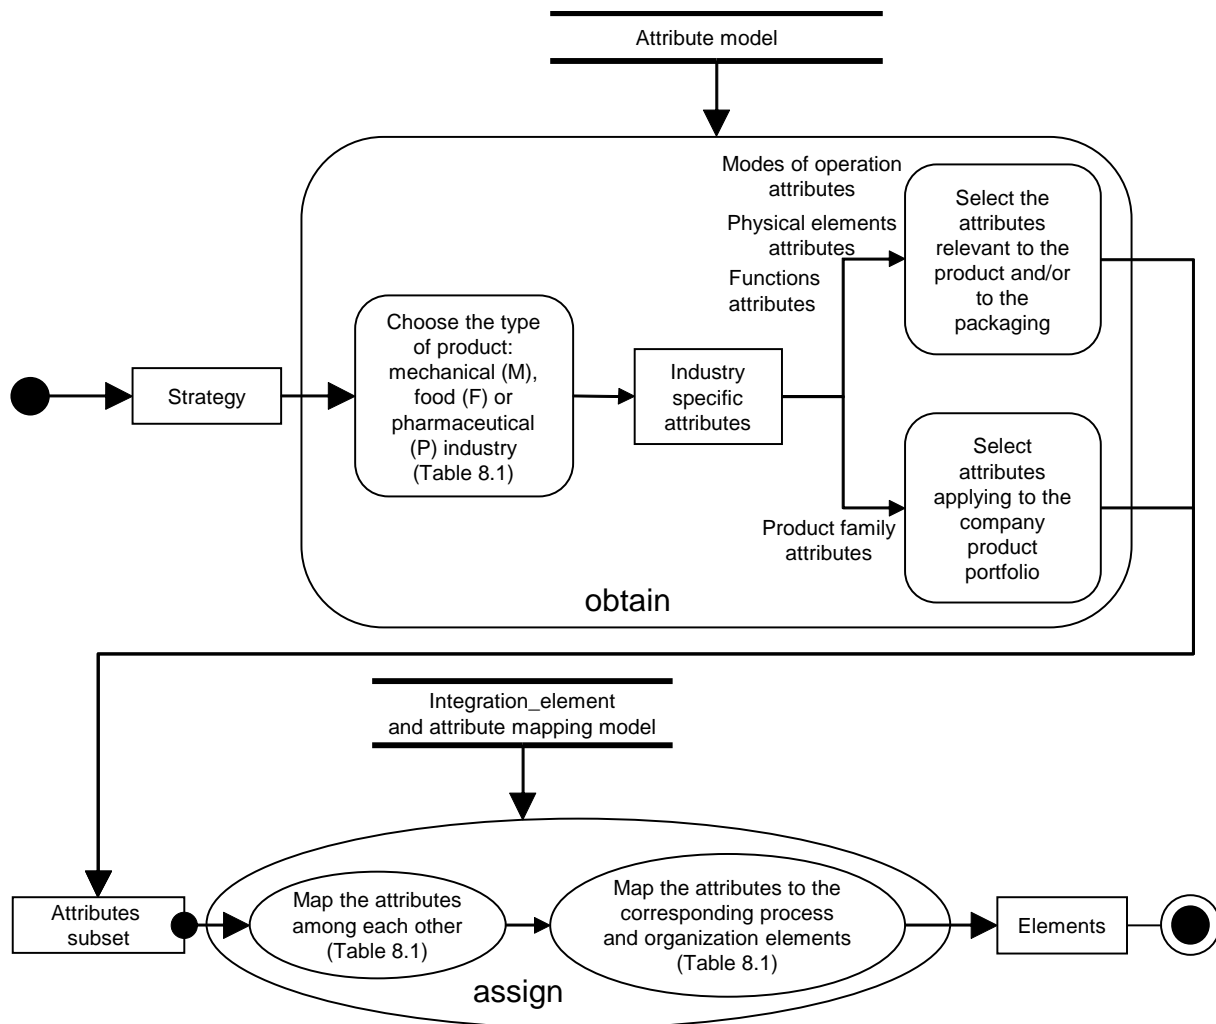 Attribute model
Modes of operation
attributes
Physical elements
attributes
Functions
attributes
Select the
attributes
relevant to the
product and/or
to the
packaging
Choose the type
of product:
mechanical (M),
food (F) or
pharmaceutical
(P) industry
(Table 8.1)
Strategy
Industry
specific
attributes
Select
attributes
applying to the
company
product
portfolio
Product family
attributes
obtain
Integration_element
and attribute mapping model
Attributes
subset
Map the attributes
among each other
(Table 8.1)
Map the attributes to the
corresponding process
and organization elements
(Table 8.1)
Elements
assign